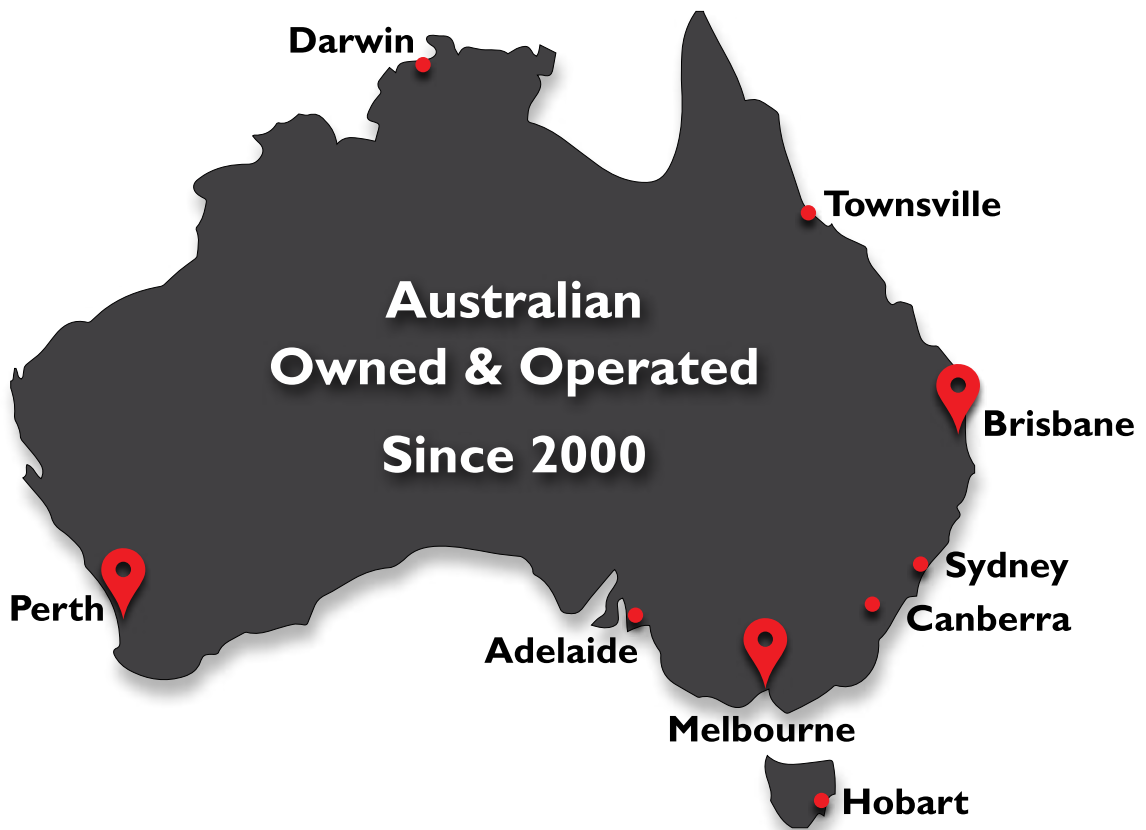 Darwin
Townsville
Australian
Owned & Operated
Since 2000
Brisbane
Sydney
Perth
Canberra
Adelaide
Melbourne
Hobart